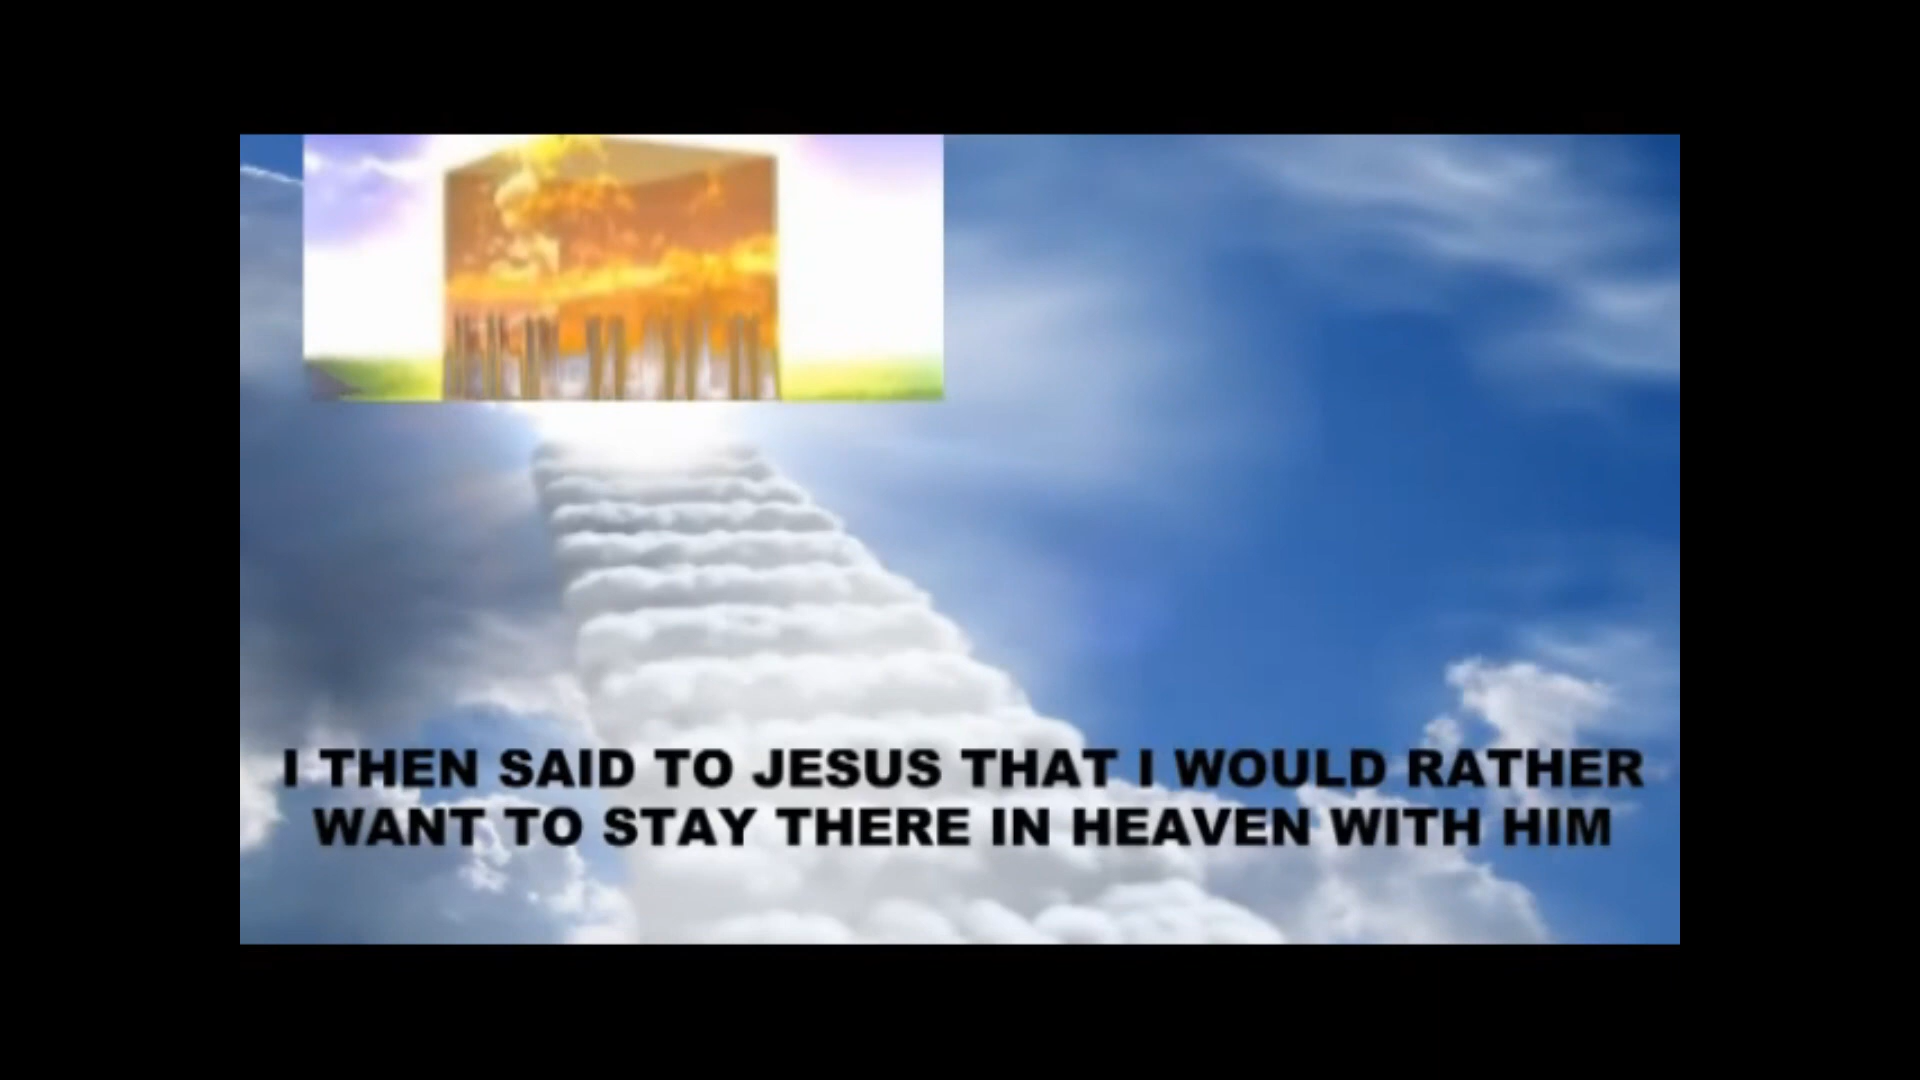 I THEN SAID TO JESUS THAT I WOULD RATHER
WANT TO STAY THERE IN HEAVEN WITH HIM